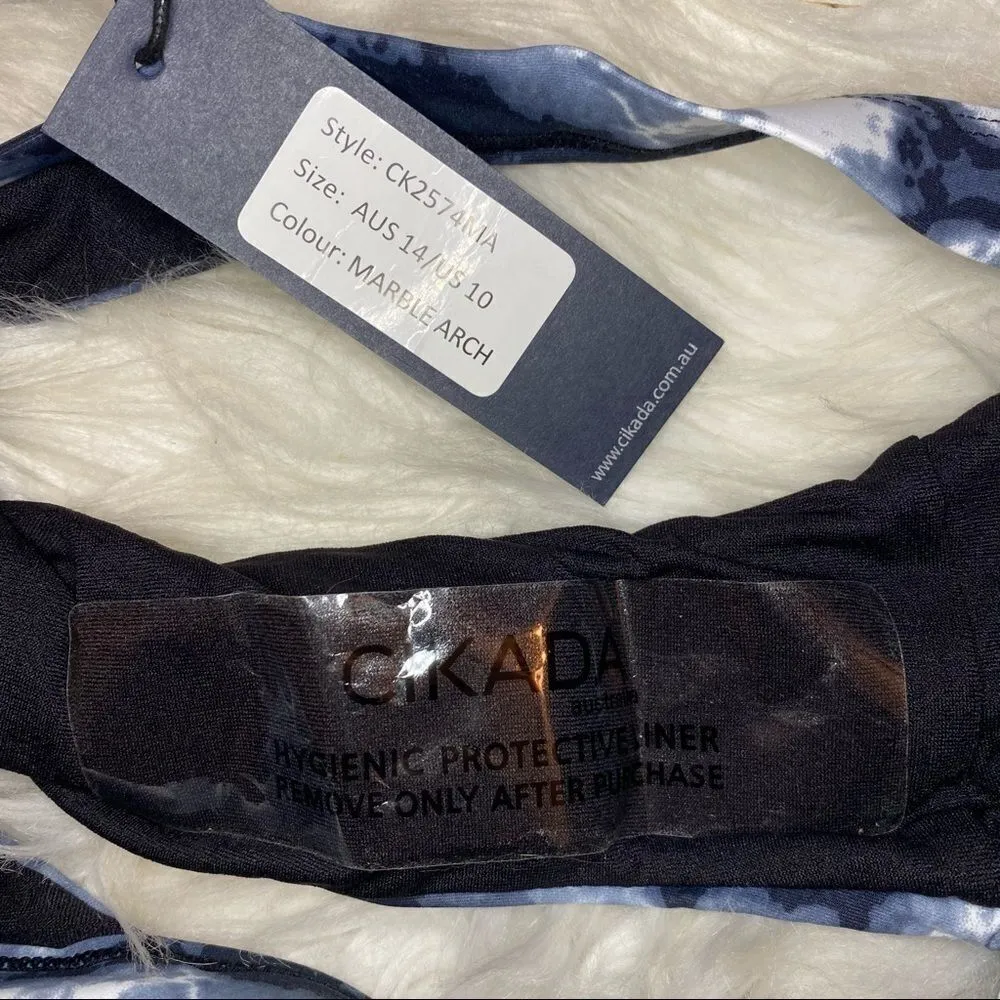 Style: CK2574MA
Size: AUS 14/US 10
Colour: MARBLE ARCH
www.cikada.com.au
CiKADA
australia
HYGIENIC PROTECTIVE LINER
REMOVE ONLY AFTER PURCHASE